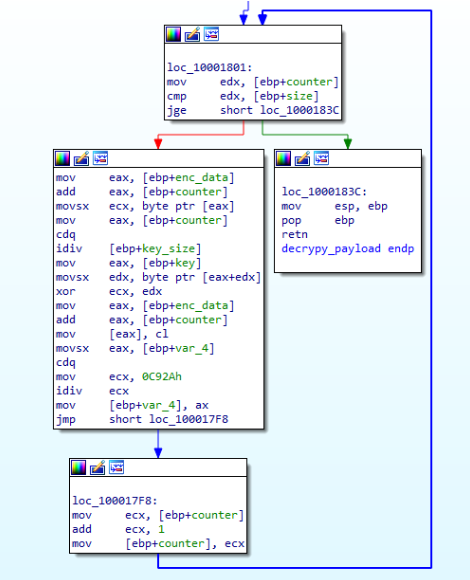 loc_10001801:
mov edx, [ebp+counter]
cmp edx, [ebp+size]
jge short loc_1000183C
mov eax, [ebp+enc_data]
add eax, [ebp+counter]
movsx ecx, byte ptr [eax]
mov eax, [ebp+counter]
cdq
idiv [ebp+key_size]
mov eax, [ebp+key]
movsx edx, byte ptr [eax+edx]
xor ecx, edx
mov eax, [ebp+enc_data]
add eax, [ebp+counter]
mov [eax], cl
movsx eax, [ebp+var_4]
cdq
mov ecx, 0C92Ah
idiv ecx
mov [ebp+var_4], ax
jmp short loc_100017F8
loc_1000183C:
mov esp, ebp
pop ebp
retn
decrypy_payload endp
loc_100017F8:
mov ecx, [ebp+counter]
add ecx, 1
mov [ebp+counter], ecx